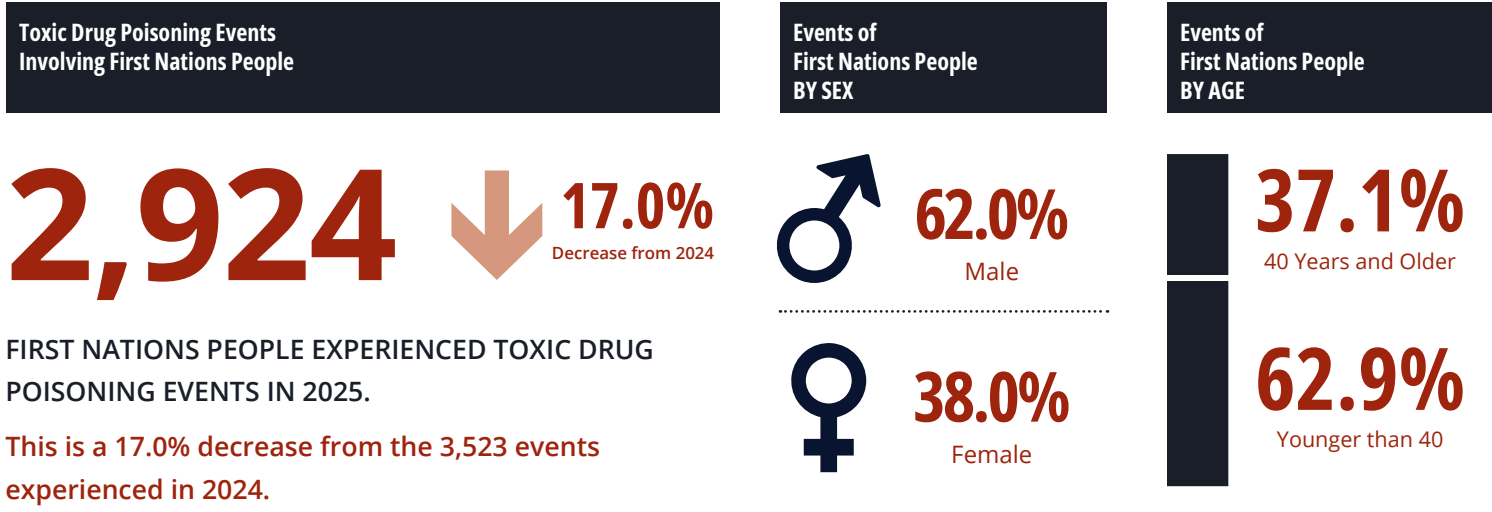 Toxic Drug Poisoning Events
Involving First Nations People
2,924
17.0%
Decrease from 2024
FIRST NATIONS PEOPLE EXPERIENCED TOXIC DRUG
POISONING EVENTS IN 2025.
This is a 17.0% decrease from the 3,523 events
experienced in 2024.
Events of
First Nations People
BY SEX
62.0%
Male
38.0%
Female
Events of
First Nations People
BY AGE
37.1%
40 Years and Older
62.9%
Younger than 40